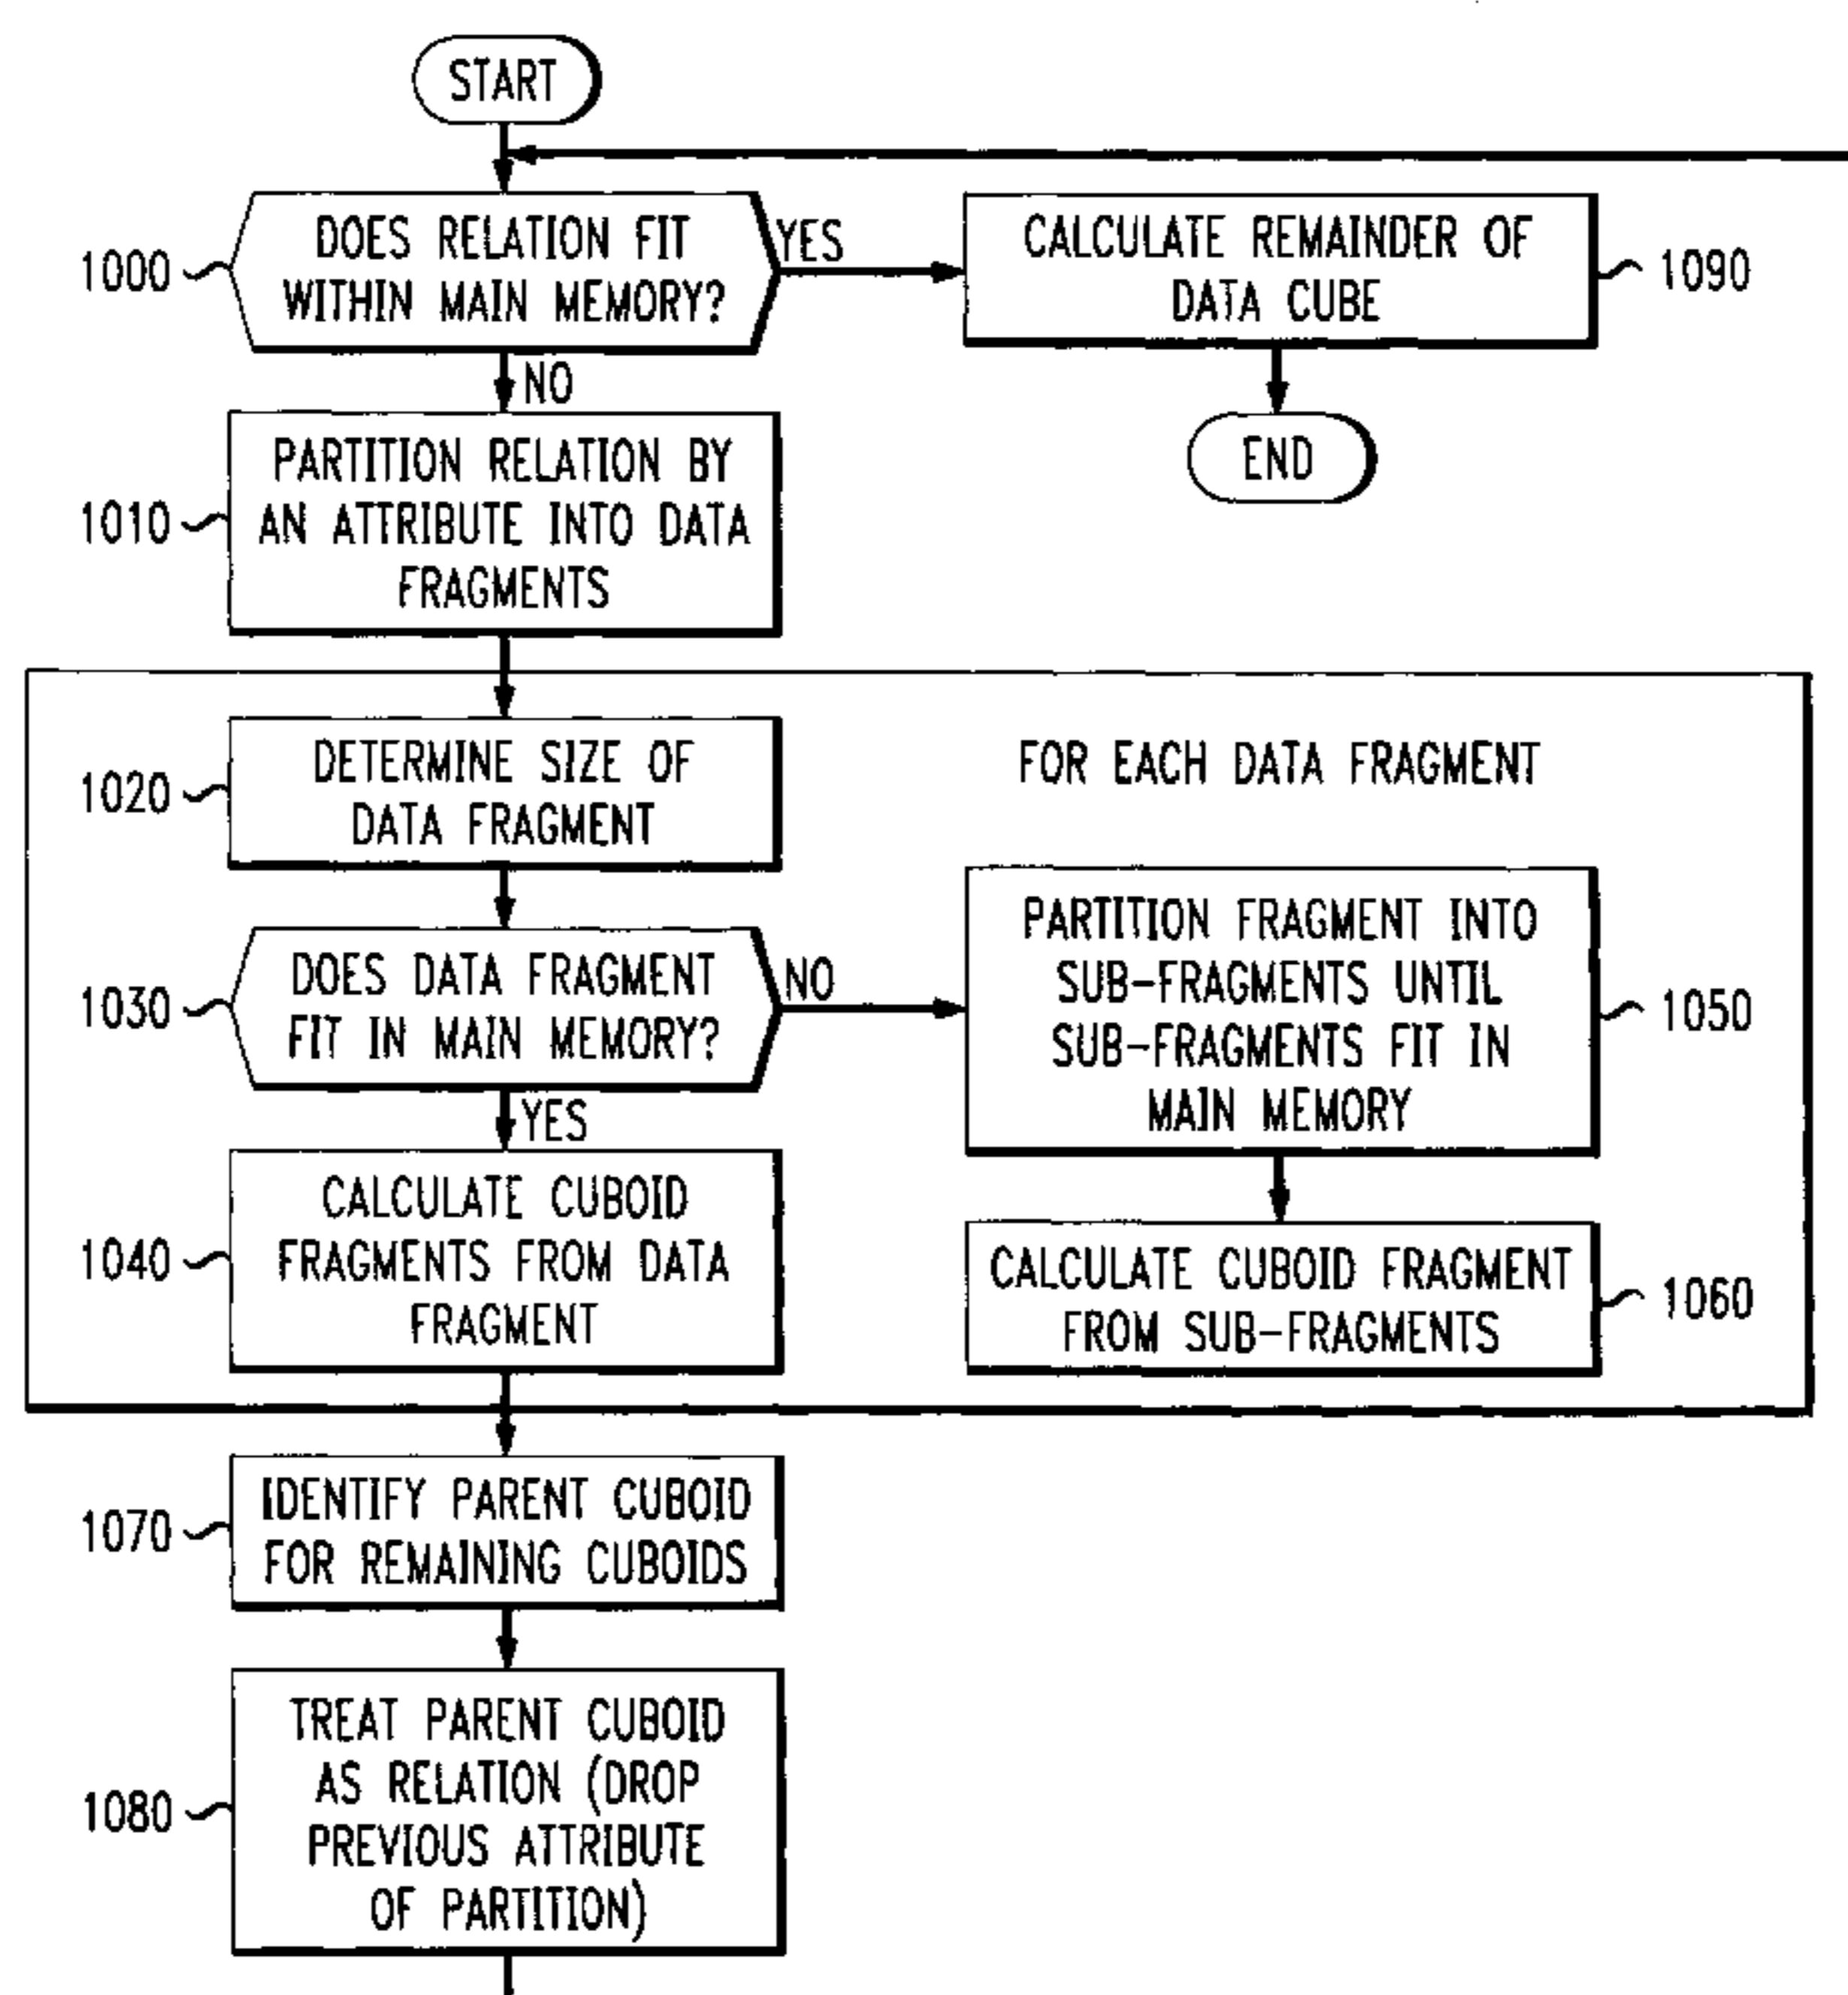 START
1000
DOES RELATION FIT
WITHIN MAIN MEMORY?
YES
CALCULATE REMAINDER OF
DATA CUBE
1090
NO
END
1010
PARTITION RELATION BY
AN ATTRIBUTE INTO DATA
FRAGMENTS
FOR EACH DATA FRAGMENT
1020
DETERMINE SIZE OF
DATA FRAGMENT
1030
DOES DATA FRAGMENT
FIT IN MAIN MEMORY?
NO
PARTITION FRAGMENT INTO
SUB-FRAGMENTS UNTIL
SUB-FRAGMENTS FIT IN
MAIN MEMORY
1050
YES
1040
CALCULATE CUBOID
FRAGMENTS FROM DATA
FRAGMENT
CALCULATE CUBOID FRAGMENT
FROM SUB-FRAGMENTS
1060
1070
IDENTIFY PARENT CUBOID
FOR REMAINING CUBOIDS
1080
TREAT PARENT CUBOID
AS RELATION (DROP
PREVIOUS ATTRIBUTE
OF PARTITION)